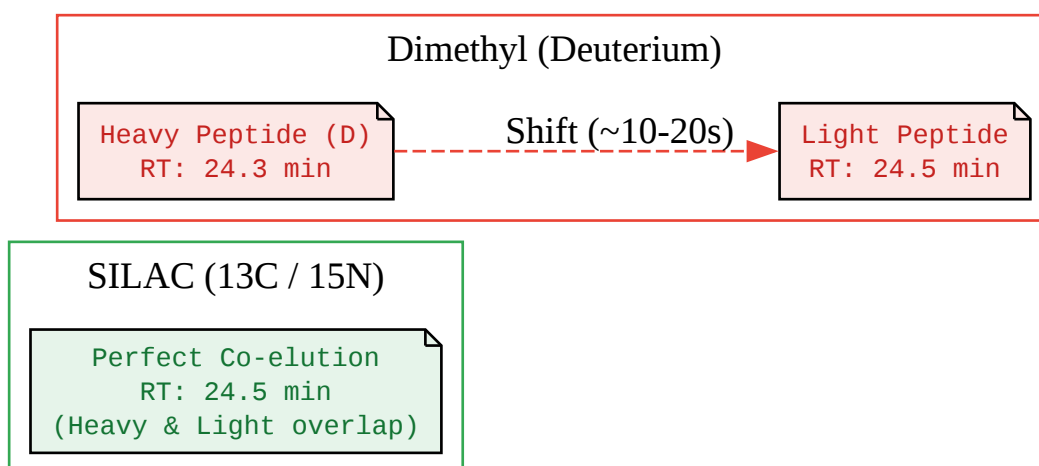 Dimethyl (Deuterium)
Heavy Peptide (D)
RT: 24.3 min
Shift (~10-20s)
Light Peptide
RT: 24.5 min
SILAC (13C / 15N)
Perfect Co-elution
RT: 24.5 min
(Heavy & Light overlap)